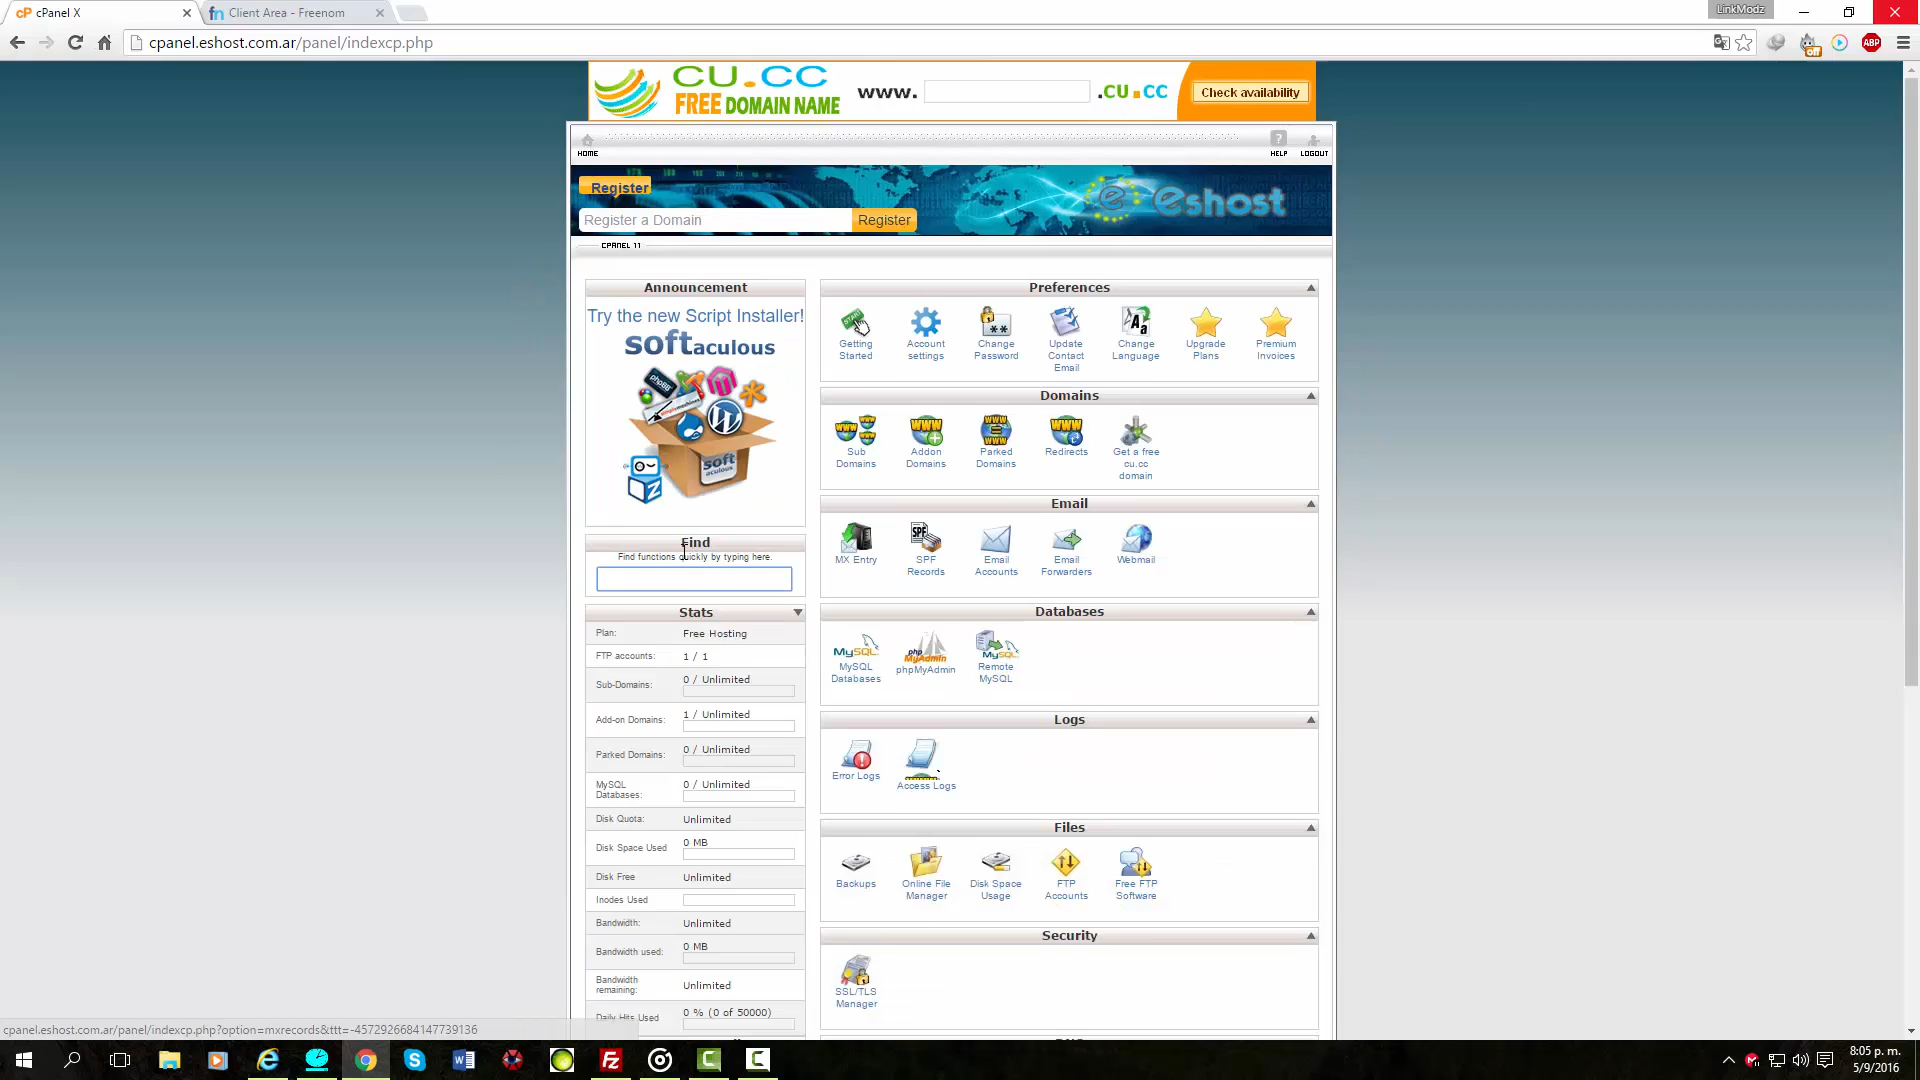 cPanel X
Client Area - Freenom
LinkModz
cpanel.eshost.com.ar/panel/indexcp.php
ABP
off
CU.CC
FREE DOMAIN NAME
www.
.CU.CC
Check availability
HOME
HELP
LOGOUT
Register
Register a Domain
Register
eshost
CPANEL 11
Announcement
Try the new Script Installer!
softaculous
phpBB
soft
aculous
Find
Find functions quickly by typing here.
Stats
Plan: Free Hosting
FTP accounts: 1 / 1
Sub-Domains: 0 / Unlimited
Add-on Domains: 1 / Unlimited
Parked Domains: 0 / Unlimited
MySQL Databases: 0 / Unlimited
Disk Quota: Unlimited
Disk Space Used 0 MB
Disk Free Unlimited
Inodes Used
Bandwidth: Unlimited
Bandwidth used: 0 MB
Bandwidth remaining: Unlimited
Daily Hits Used 0 % (0 of 50000)
Preferences
Getting Started
Account settings
Change Password
Update Contact Email
Change Language
Upgrade Plans
Premium Invoices
Domains
Sub Domains
Addon Domains
Parked Domains
Redirects
Get a free cu.cc domain
Email
MX Entry
SPF Records
Email Accounts
Email Forwarders
Webmail
Databases
MySQL Databases
phpMyAdmin
Remote MySQL
Logs
Error Logs
Access Logs
Files
Backups
Online File Manager
Disk Space Usage
FTP Accounts
Free FTP Software
Security
SSL/TLS Manager
cpanel.eshost.com.ar/panel/indexcp.php?option=mxrecords&ttt=-4572926684147739136
8:05 p. m.
5/9/2016